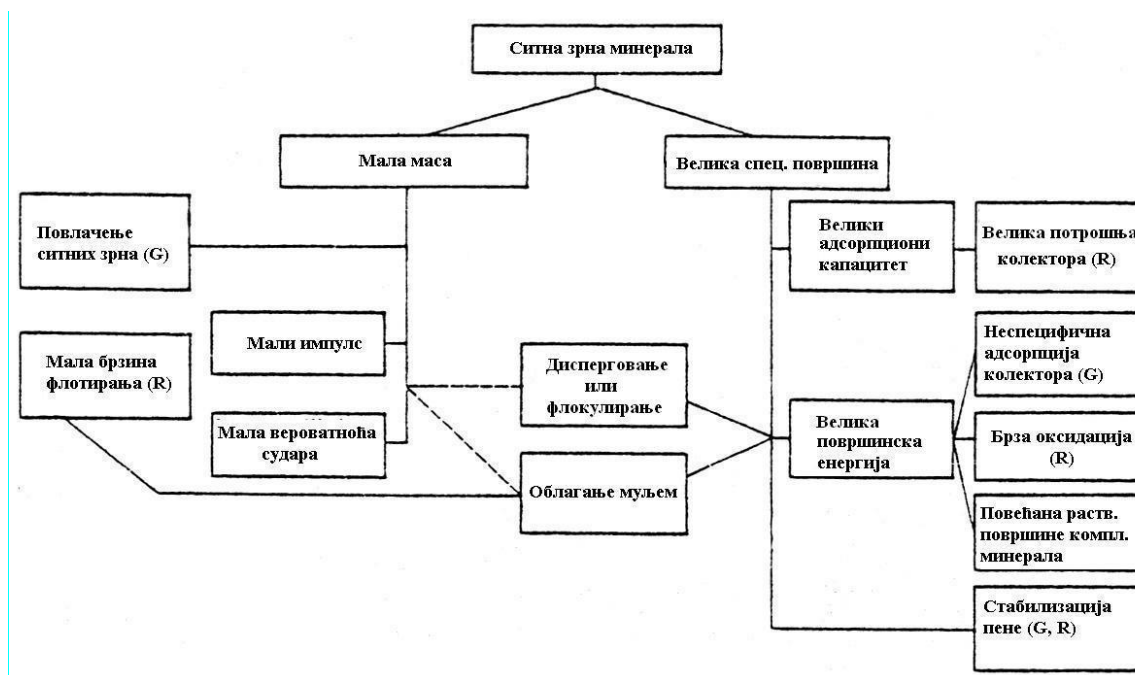 Ситна зрна минерала
Мала маса
Велика спец. површина
Повлачење
ситних зрна (G)
Велики
адсорпциони
капацитет
Велика потрошња
колектора (R)
Мали импулс
Мала брзина
флотирања (R)
Дисперговање
или
флокулирање
Неспецифична
адсорпција
колектора (G)
Мала вероватноћа
судара
Велика
површинска
енергија
Брза оксидација
(R)
Облагање муљем
Повећана раств.
површине компл.
минерала
Стабилизација
пене (G, R)